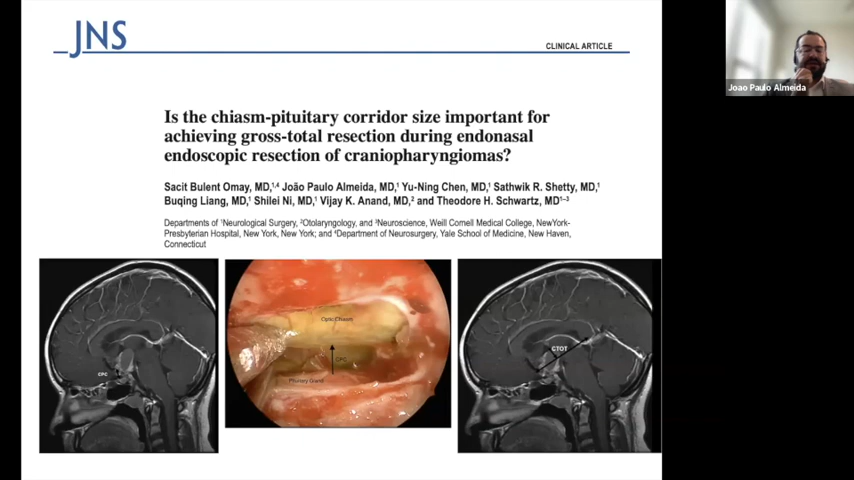 JNS
CLINICAL ARTICLE
Joao Paulo Almeida
Is the chiasm-pituitary corridor size important for
achieving gross-total resection during endonasal
endoscopic resection of craniopharyngiomas?
Sacit Bulent Omay, MD,1,4 João Paulo Almeida, MD,1 Yu-Ning Chen, MD,1 Sathwik R. Shetty, MD,1
Buqing Liang, MD,1 Shilei Ni, MD,1 Vijay K. Anand, MD,2 and Theodore H. Schwartz, MD1–3
Departments of 1Neurological Surgery, 2Otolaryngology, and 3Neuroscience, Weill Cornell Medical College, NewYork-
Presbyterian Hospital, New York, New York; and 4Department of Neurosurgery, Yale School of Medicine, New Haven,
Connecticut
CPC
Optic Chiasm
CPC
Pituitary Gland
CTOT